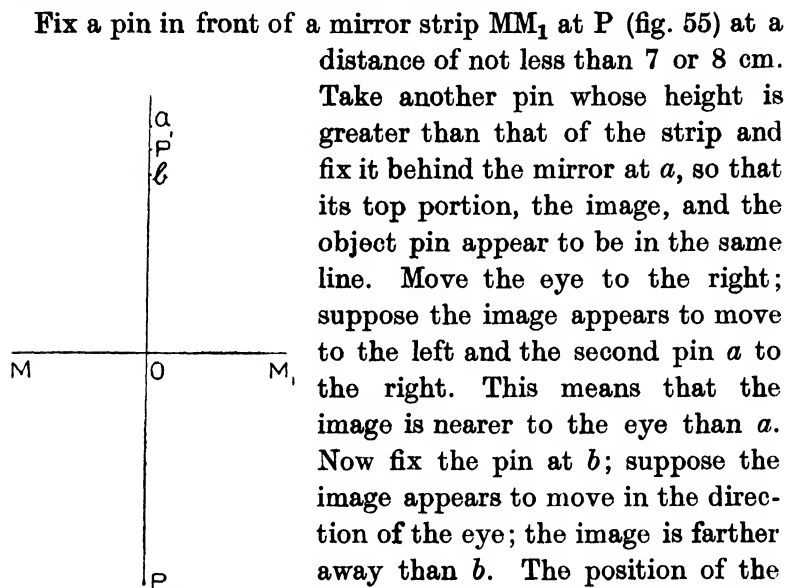 Fix a pin in front of a mirror strip MM₁ at P (fig. 55) at a
distance of not less than 7 or 8 cm.
Take another pin whose height is
greater than that of the strip and
fix it behind the mirror at a, so that
its top portion, the image, and the
object pin appear to be in the same
line. Move the eye to the right;
suppose the image appears to move
to the left and the second pin a to
the right. This means that the
image is nearer to the eye than a.
Now fix the pin at b; suppose the
image appears to move in the direc-
tion of the eye; the image is farther
away than b. The position of the
a
P'
b
M O M₁
P